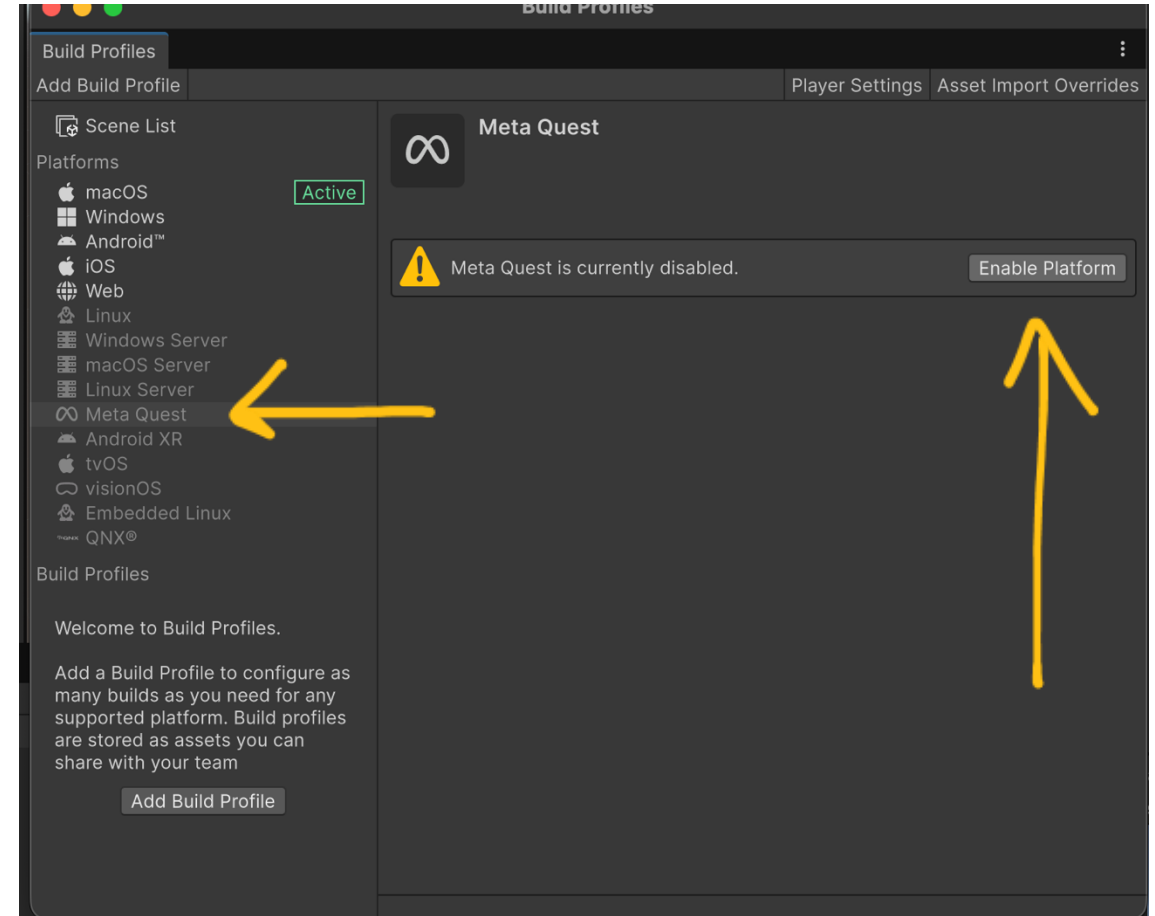 Build Profiles
Build Profiles
Add Build Profile
Player Settings
Asset Import Overrides
Scene List
Platforms
macOS
Active
Windows
Android™
iOS
Web
Linux
Windows Server
macOS Server
Linux Server
Meta Quest
Android XR
tvOS
visionOS
Embedded Linux
QNX®
Build Profiles
Welcome to Build Profiles.
Add a Build Profile to configure as
many builds as you need for any
supported platform. Build profiles
are stored as assets you can
share with your team
Add Build Profile
Meta Quest
Meta Quest is currently disabled.
Enable Platform